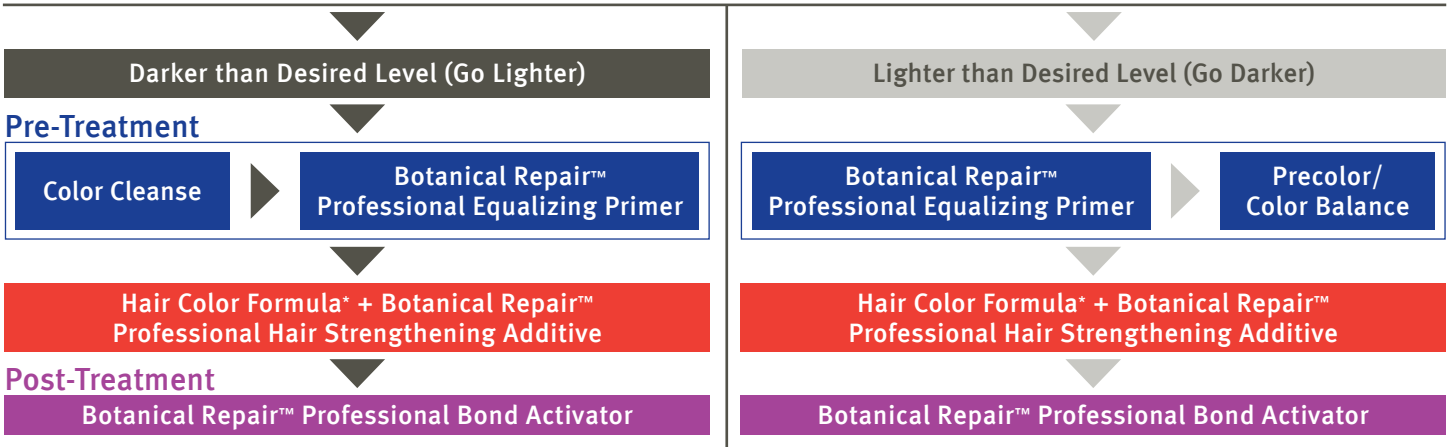 Darker than Desired Level (Go Lighter)
Pre-Treatment
Color Cleanse
Botanical Repair™
Professional Equalizing Primer
Hair Color Formula* + Botanical Repair™
Professional Hair Strengthening Additive
Post-Treatment
Botanical Repair™ Professional Bond Activator
Lighter than Desired Level (Go Darker)
Botanical Repair™
Professional Equalizing Primer
Precolor/
Color Balance
Hair Color Formula* + Botanical Repair™
Professional Hair Strengthening Additive
Botanical Repair™ Professional Bond Activator